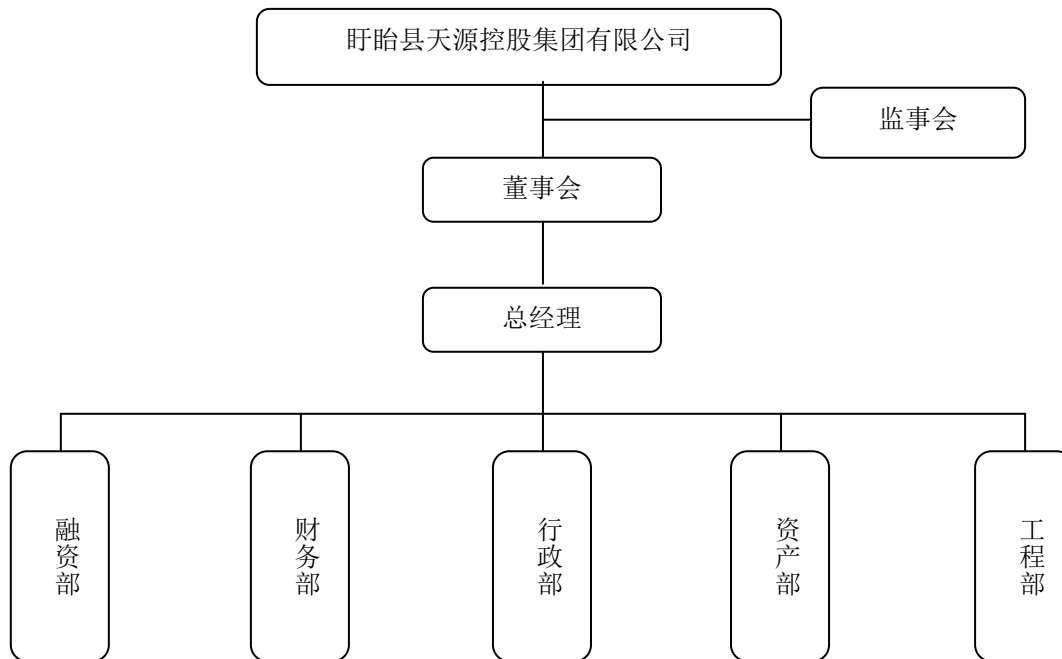 盱眙县天源控股集团有限公司
监事会
董事会
总经理
融资部
财务部
行政部
资产部
工程部